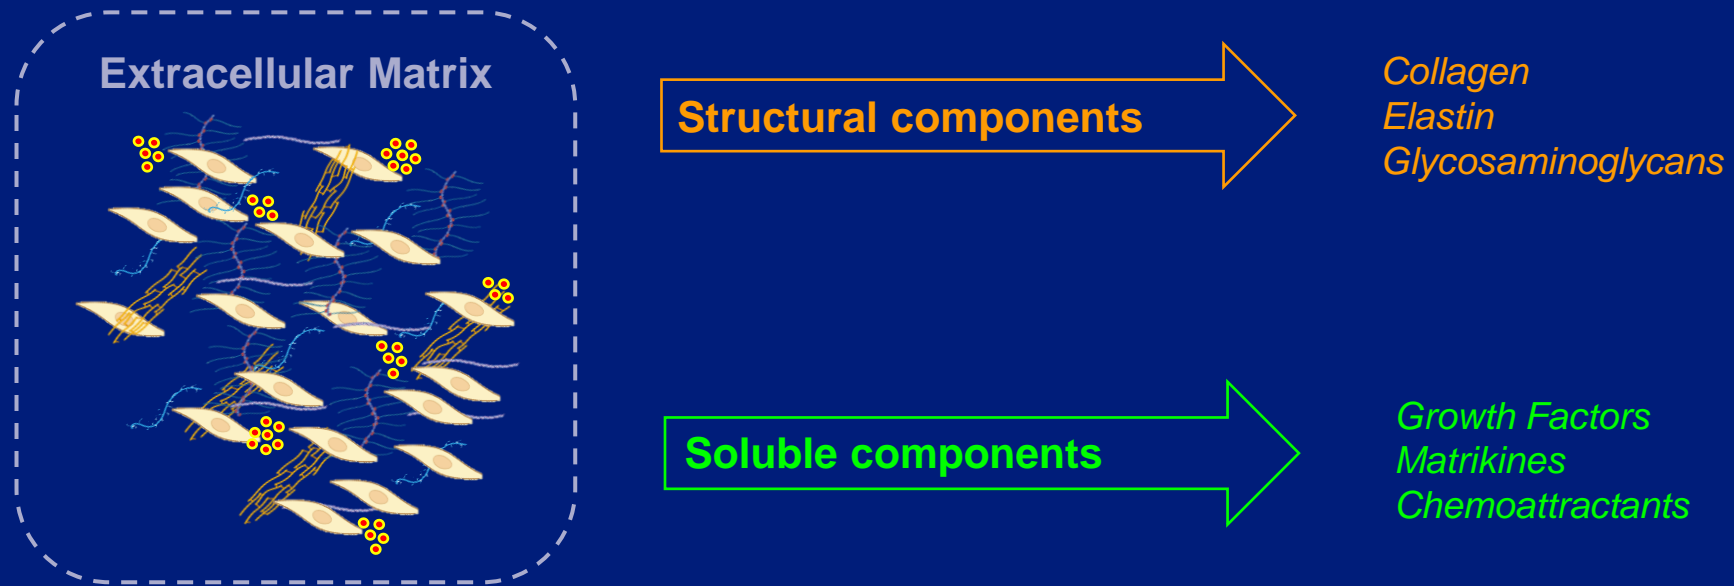 Extracellular Matrix
Structural components
Collagen
Elastin
Glycosaminoglycans
Soluble components
Growth Factors
Matrikines
Chemoattractants